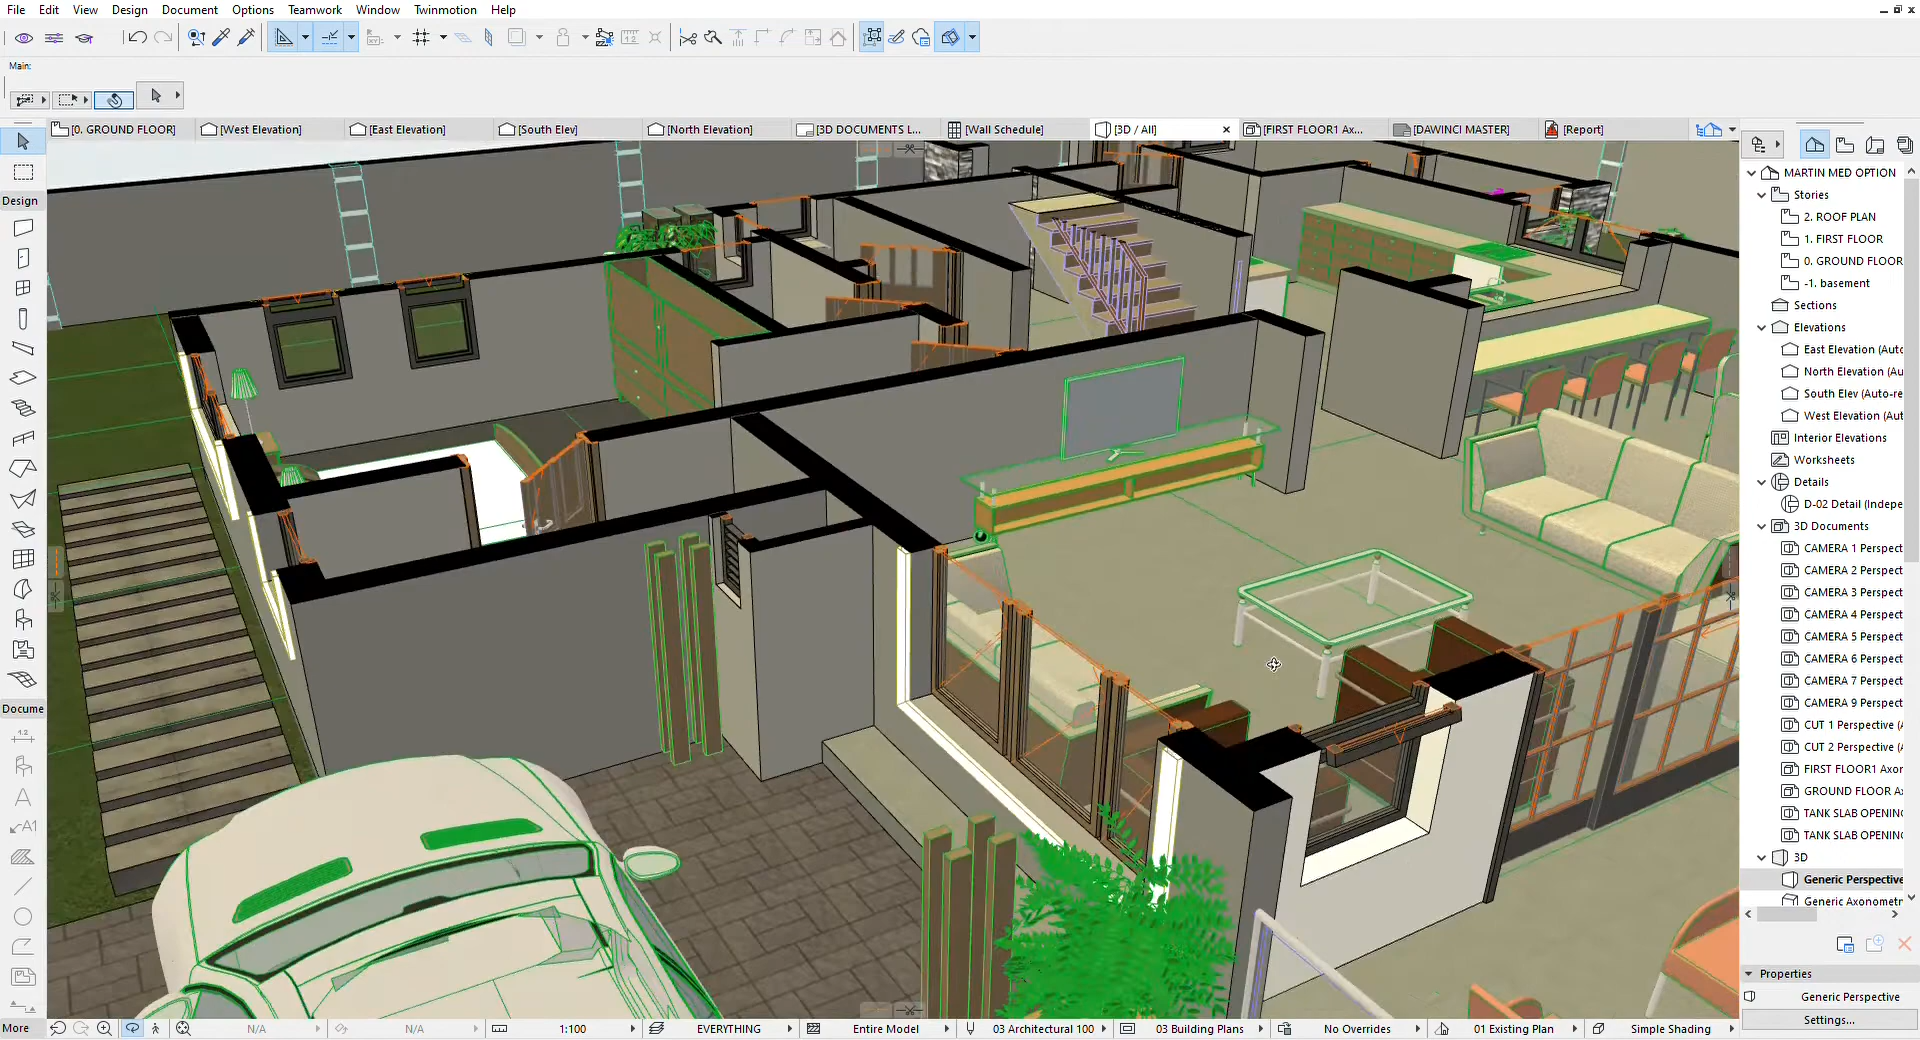 File Edit View Design Document Options Teamwork Window Twinmotion Help
Main:
[0. GROUND FLOOR] [West Elevation] [East Elevation] [South Elev] [North Elevation] [3D DOCUMENTS L... [Wall Schedule] [3D / All] [FIRST FLOOR1 Ax... [DAWINCI MASTER] [Report]
Design
Docume
1.2
A
A1
More
MARTIN MED OPTION
Stories
2. ROOF PLAN
1. FIRST FLOOR
0. GROUND FLOOR
-1. basement
Sections
Elevations
East Elevation (Auto
North Elevation (Au
South Elev (Auto-re
West Elevation (Aut
Interior Elevations
Worksheets
Details
D-02 Detail (Indepe
3D Documents
CAMERA 1 Perspect
CAMERA 2 Perspect
CAMERA 3 Perspect
CAMERA 4 Perspect
CAMERA 5 Perspect
CAMERA 6 Perspect
CAMERA 7 Perspect
CAMERA 9 Perspect
CUT 1 Perspective (A
CUT 2 Perspective (A
FIRST FLOOR1 Axor
GROUND FLOOR Ax
TANK SLAB OPENING
TANK SLAB OPENING
3D
Generic Perspective
Generic Axonometr
Properties
Generic Perspective
Settings...
N/A N/A 1:100 EVERYTHING Entire Model 03 Architectural 100 03 Building Plans No Overrides 01 Existing Plan Simple Shading